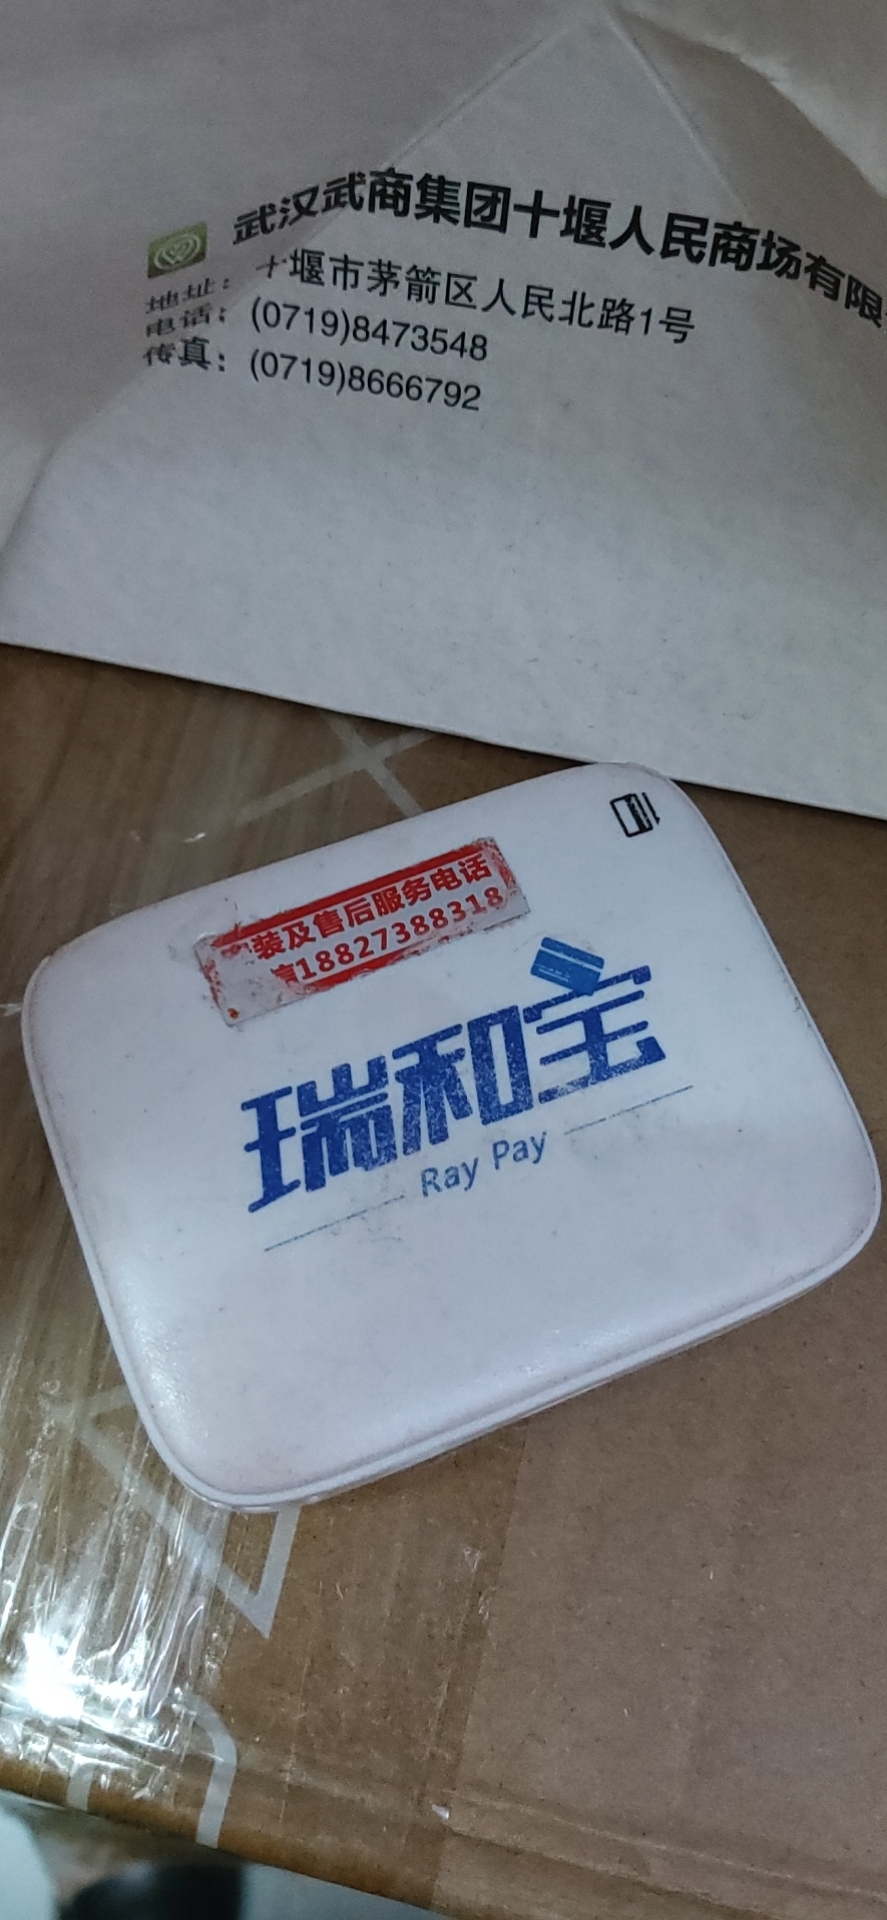 武汉武商集团十堰人民商场有限
地址：十堰市茅箭区人民北路1号
电话：(0719)8473548
传真：(0719)8666792
装及售后服务电话
18827388318
瑞和宝
Ray Pay